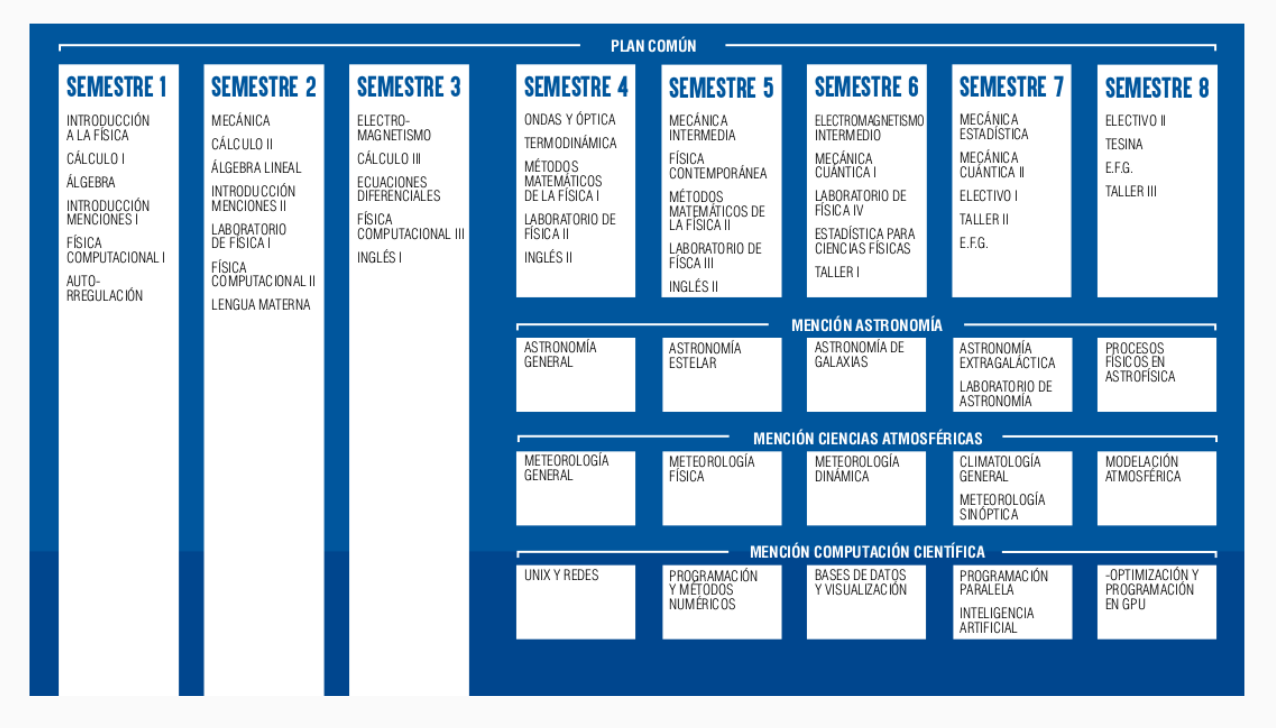 PLAN COMÚN
SEMESTRE 1
INTRODUCCIÓN
A LA FÍSICA
CÁLCULO I
ÁLGEBRA
INTRODUCCIÓN
MENCIONES I
FÍSICA
COMPUTACIONAL I
AUTO-
RREGULACIÓN
SEMESTRE 2
MECÁNICA
CÁLCULO II
ÁLGEBRA LINEAL
INTRODUCCIÓN
MENCIONES II
LABORATORIO
DE FÍSICA I
FÍSICA
COMPUTACIONAL II
LENGUA MATERNA
SEMESTRE 3
ELECTRO-
MAGNETISMO
CÁLCULO III
ECUACIONES
DIFERENCIALES
FÍSICA
COMPUTACIONAL III
INGLÉS I
SEMESTRE 4
ONDAS Y ÓPTICA
TERMODINÁMICA
MÉTODOS
MATEMÁTICOS
DE LA FÍSICA I
LABORATORIO DE
FÍSICA II
INGLÉS II
SEMESTRE 5
MECÁNICA
INTERMEDIA
FÍSICA
CONTEMPORÁNEA
MÉTODOS
MATEMÁTICOS DE
LA FÍSICA II
LABORATORIO DE
FÍSCA III
INGLÉS II
SEMESTRE 6
ELECTROMAGNETISMO
INTERMEDIO
MECÁNICA
CUÁNTICA I
LABORATORIO DE
FÍSICA IV
ESTADÍSTICA PARA
CIENCIAS FÍSICAS
TALLER I
SEMESTRE 7
MECÁNICA
ESTADÍSTICA
MECÁNICA
CUÁNTICA II
ELECTIVO I
TALLER II
E.F.G.
SEMESTRE 8
ELECTIVO II
TESINA
E.F.G.
TALLER III
MENCIÓN ASTRONOMÍA
ASTRONOMÍA
GENERAL
ASTRONOMÍA
ESTELAR
ASTRONOMÍA DE
GALAXIAS
ASTRONOMÍA
EXTRAGALÁCTICA
LABORATORIO DE
ASTRONOMÍA
PROCESOS
FÍSICOS EN
ASTROFÍSICA
MENCIÓN CIENCIAS ATMOSFÉRICAS
METEOROLOGÍA
GENERAL
METEOROLOGÍA
FÍSICA
METEOROLOGÍA
DINÁMICA
CLIMATOLOGÍA
GENERAL
METEOROLOGÍA
SINÓPTICA
MODELACIÓN
ATMOSFÉRICA
MENCIÓN COMPUTACIÓN CIENTÍFICA
UNIX Y REDES
PROGRAMACIÓN
Y MÉTODOS
NUMÉRICOS
BASES DE DATOS
Y VISUALIZACIÓN
PROGRAMACIÓN
PARALELA
INTELIGENCIA
ARTIFICIAL
-OPTIMIZACIÓN Y
PROGRAMACIÓN
EN GPU